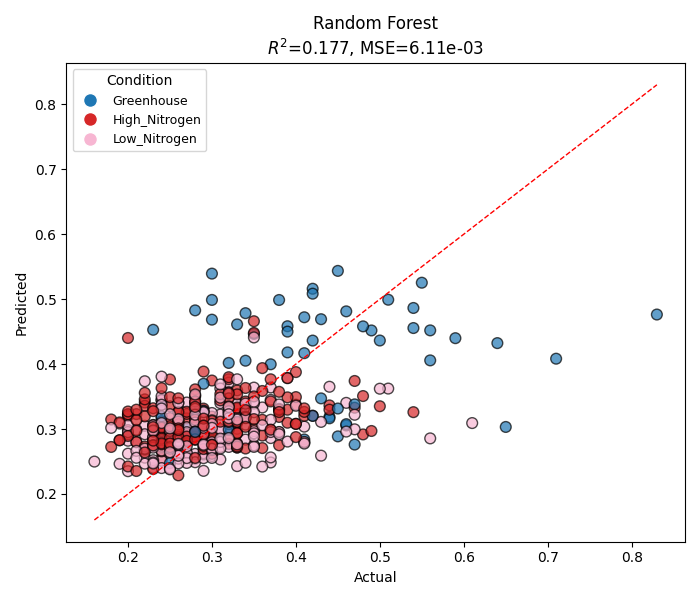 Random Forest
$R^2$=0.177, MSE=6.11e-03
Condition
Greenhouse
High_Nitrogen
Low_Nitrogen
Predicted
0.8
0.7
0.6
0.5
0.4
0.3
0.2
0.2 0.3 0.4 0.5 0.6 0.7 0.8
Actual